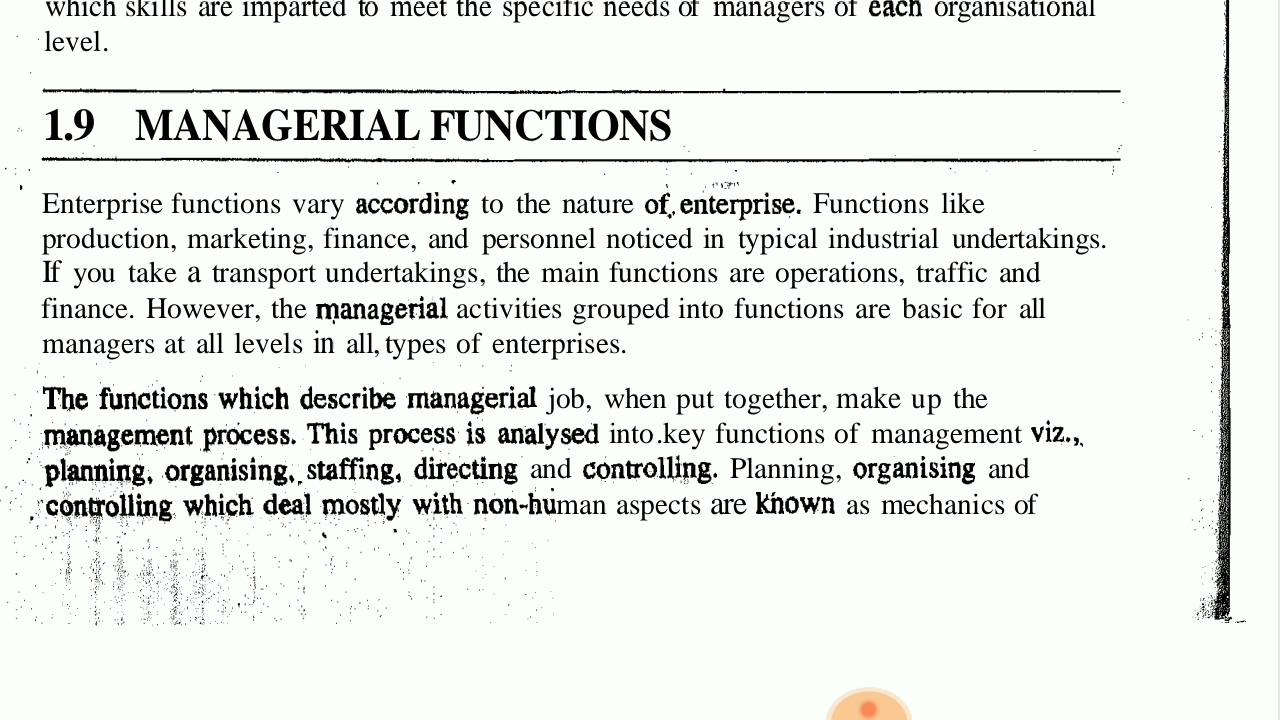 which skills are imparted to meet the specific needs of managers of each organisational
level.
1.9 MANAGERIAL FUNCTIONS
Enterprise functions vary according to the nature of, enterprise. Functions like
production, marketing, finance, and personnel noticed in typical industrial undertakings.
If you take a transport undertakings, the main functions are operations, traffic and
finance. However, the managerial activities grouped into functions are basic for all
managers at all levels in all, types of enterprises.
The functions which describe managerial job, when put together, make up the
management process. This process is analysed into .key functions of management viz.,
planning, organising, staffing, directing and controlling. Planning, organising and
controlling which deal mostly with non-human aspects are known as mechanics of